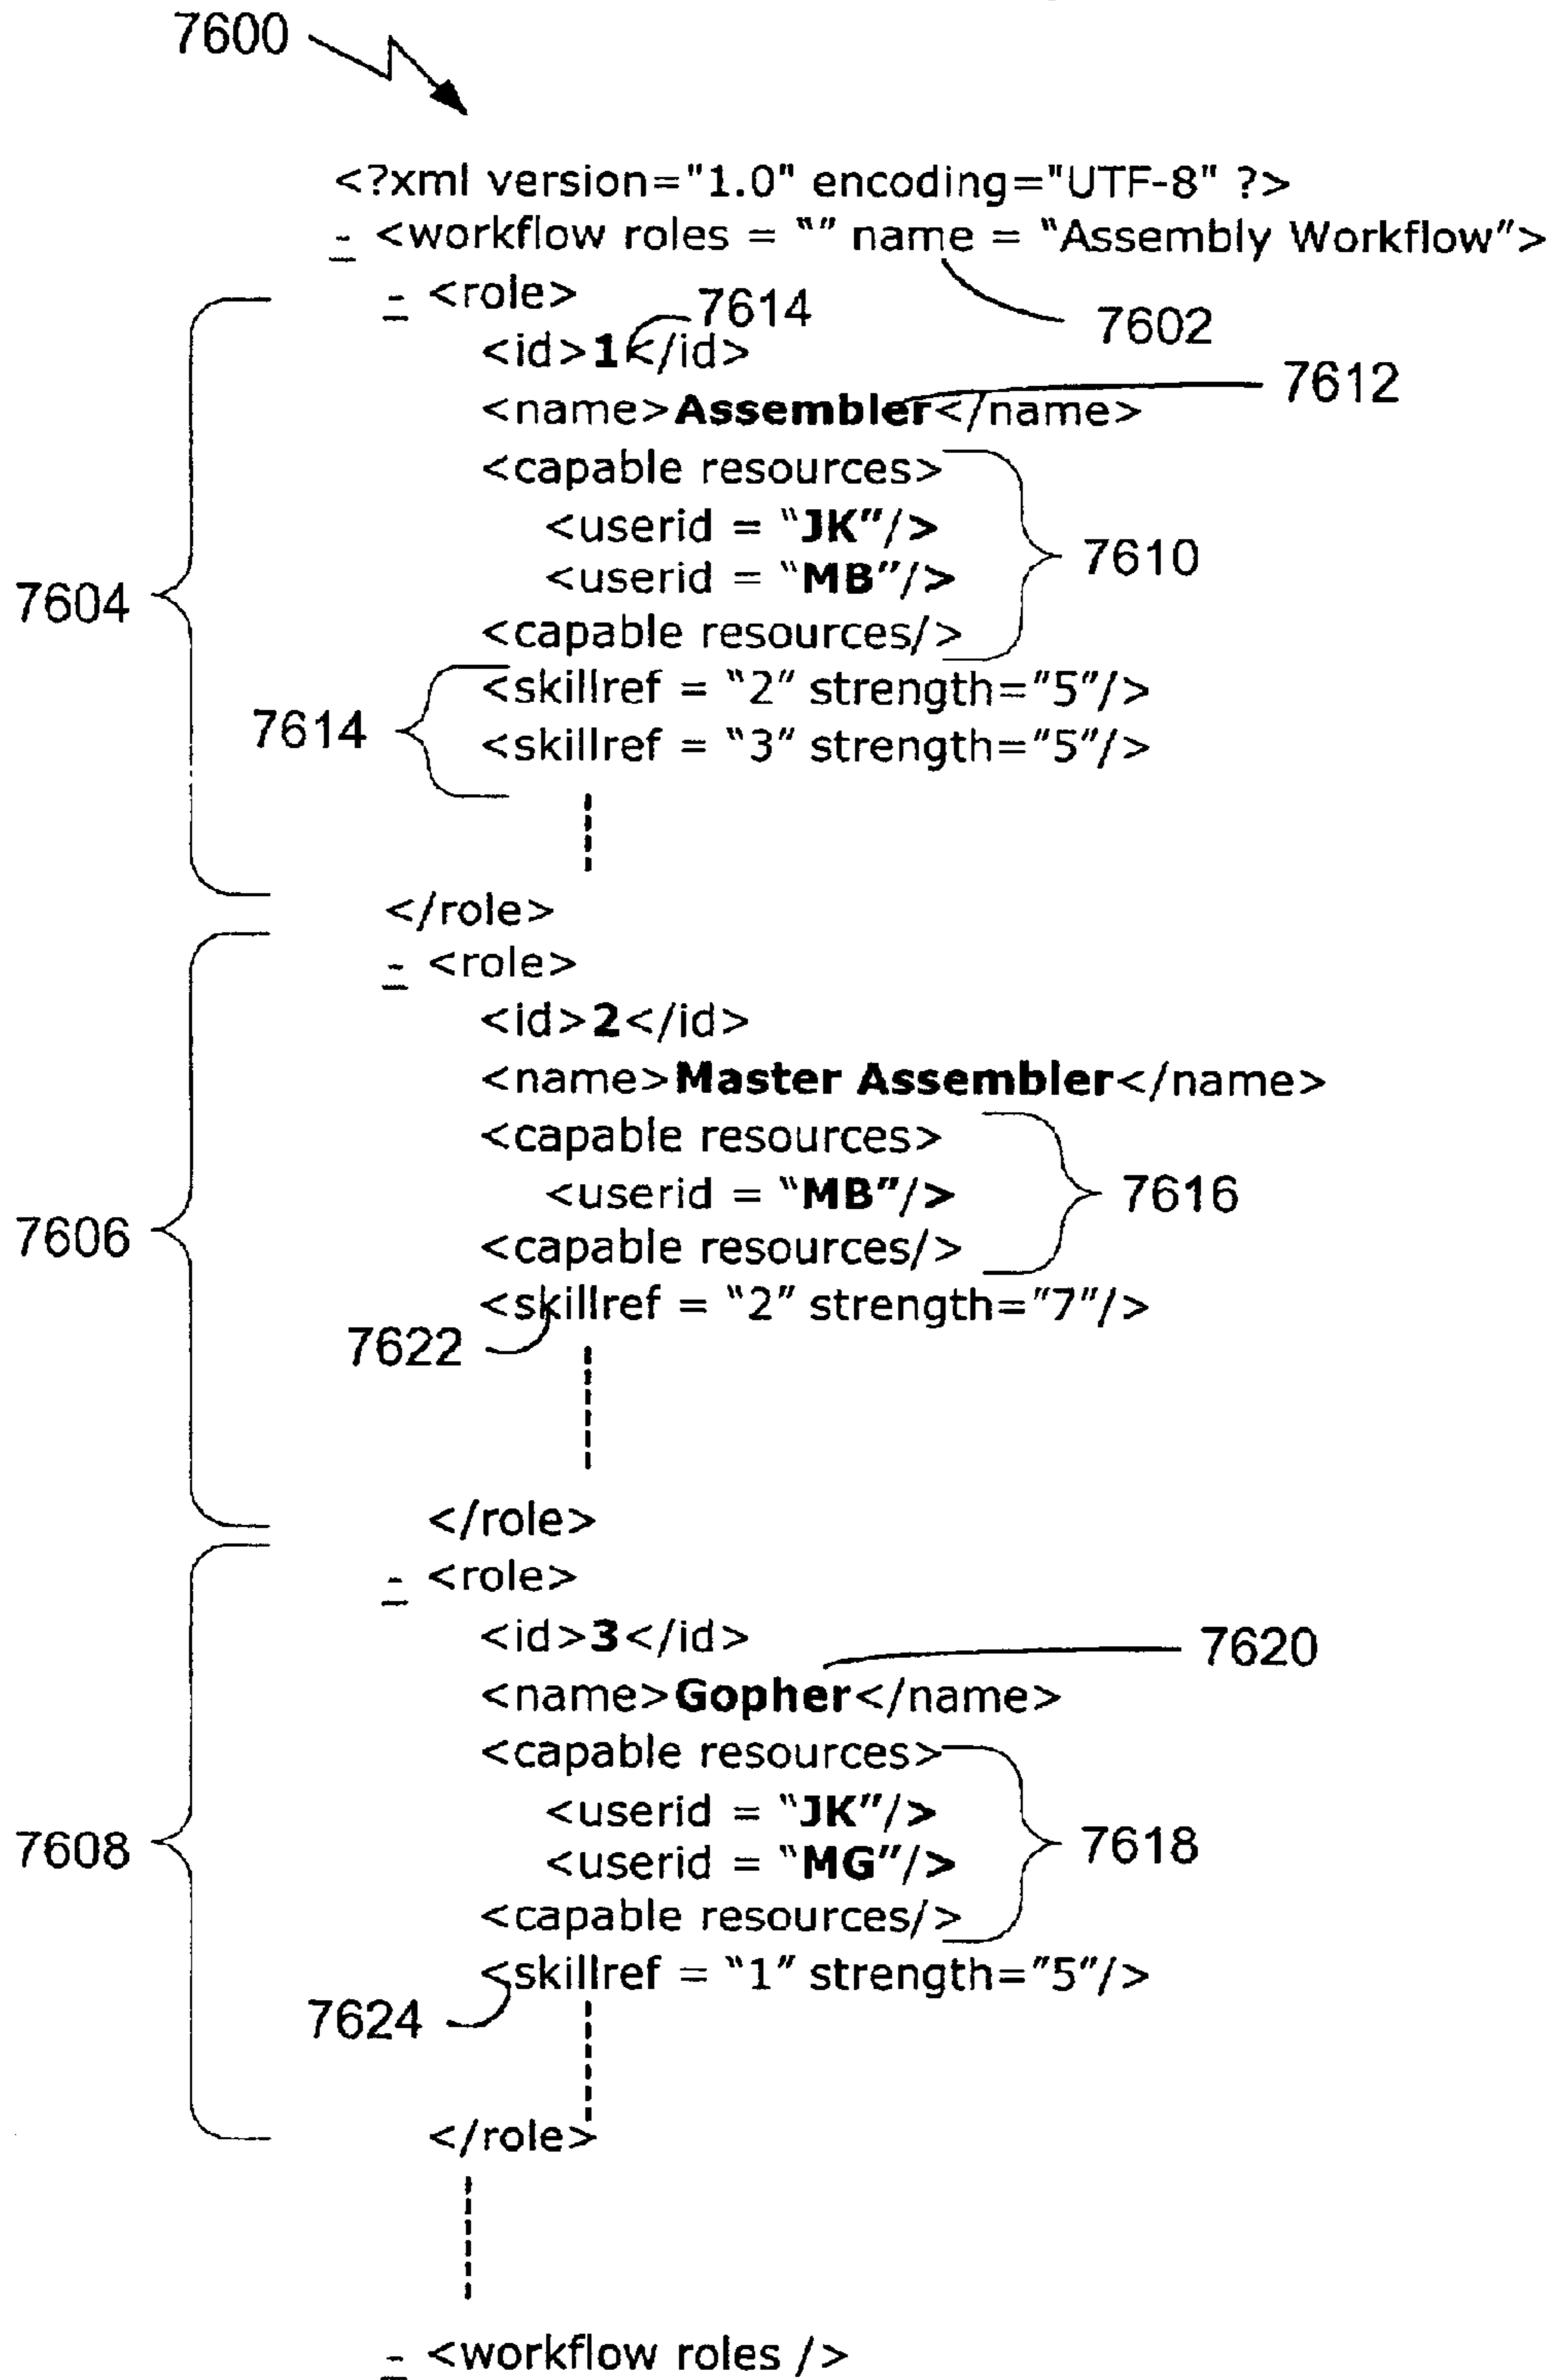 7600
<?xml version="1.0" encoding="UTF-8" ?>
- <workflow roles = "" name = "Assembly Workflow">
- <role>
7614
7602
<id>1</id>
7612
<name>Assembler</name>
<capable resources>
<userid = "JK"/>
7610
<userid = "MB"/>
7604
<capable resources/>
<skillref = "2" strength="5"/>
7614
<skillref = "3" strength="5"/>
</role>
- <role>
<id>2</id>
<name>Master Assembler</name>
<capable resources>
<userid = "MB"/>
7616
7606
<capable resources/>
<skillref = "2" strength="7"/>
7622
</role>
- <role>
<id>3</id>
7620
<name>Gopher</name>
<capable resources>
<userid = "JK"/>
7618
7608
<userid = "MG"/>
<capable resources/>
<skillref = "1" strength="5"/>
7624
</role>
- <workflow roles />